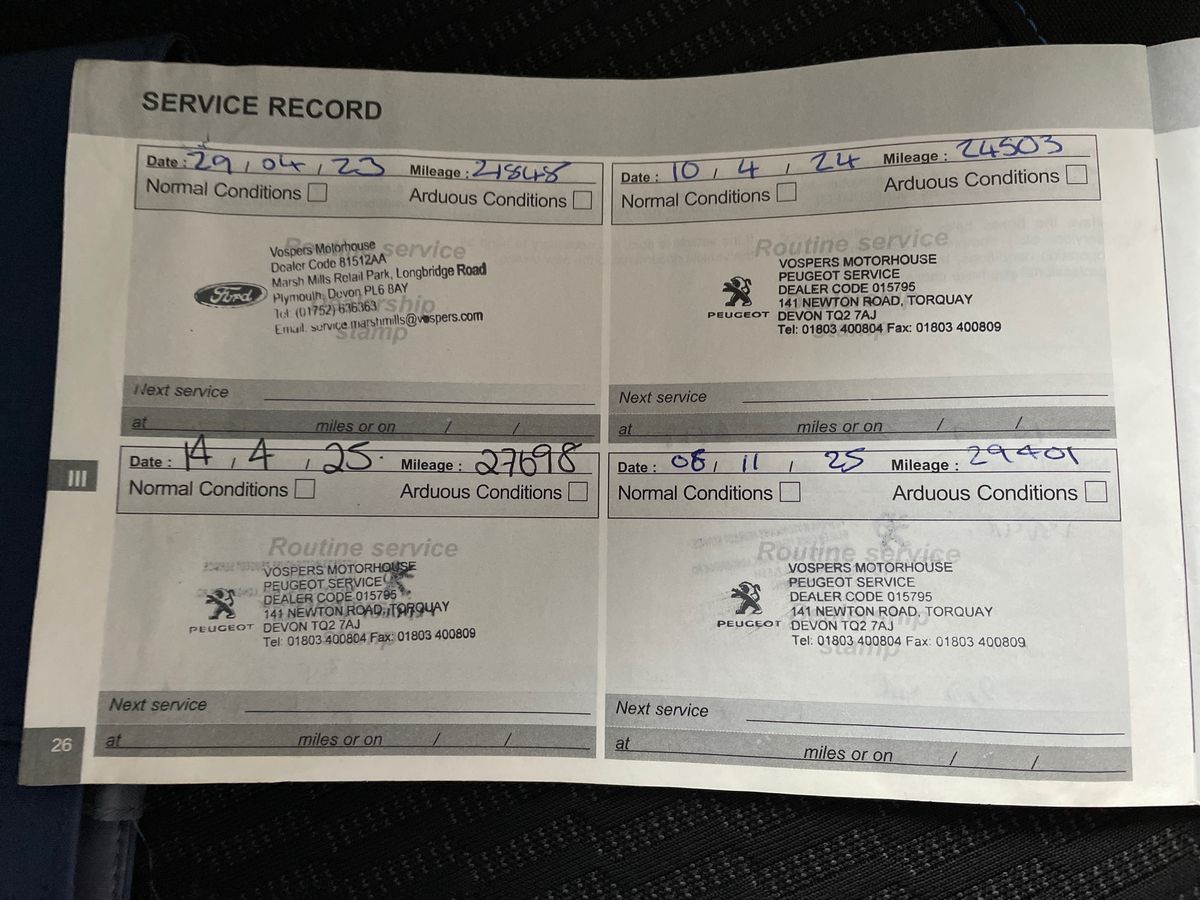 SERVICE RECORD
Date : 29 / 04 / 23 Mileage : 21848
Normal Conditions Arduous Conditions
Routine service
Vospers Motorhouse
Dealer Code 81512AA
Marsh Mills Retail Park, Longbridge Road
Plymouth, Devon PL6 8AY
Tel: (01752) 636363
Email. service.marshmills@vospers.com
Ford
stamp
Next service
at miles or on / /
Date : 10 / 4 / 24 Mileage : 24503
Normal Conditions Arduous Conditions
Routine service
VOSPERS MOTORHOUSE
PEUGEOT SERVICE
DEALER CODE 015795
141 NEWTON ROAD, TORQUAY
DEVON TQ2 7AJ
Tel: 01803 400804 Fax: 01803 400809
PEUGEOT
Next service
at miles or on / /
Date : 14 / 4 / 25. Mileage : 27698
Normal Conditions Arduous Conditions
Routine service
VOSPERS MOTORHOUSE
PEUGEOT SERVICE
DEALER CODE 015795
141 NEWTON ROAD, TORQUAY
DEVON TQ2 7AJ
Tel: 01803 400804 Fax: 01803 400809
PEUGEOT
Next service
at miles or on / /
Date : 08 / 11 / 25 Mileage : 29401
Normal Conditions Arduous Conditions
Routine service
VOSPERS MOTORHOUSE
PEUGEOT SERVICE
DEALER CODE 015795
141 NEWTON ROAD, TORQUAY
DEVON TQ2 7AJ
Tel: 01803 400804 Fax: 01803 400809
PEUGEOT
stamp
Next service
at miles or on / /
III
26